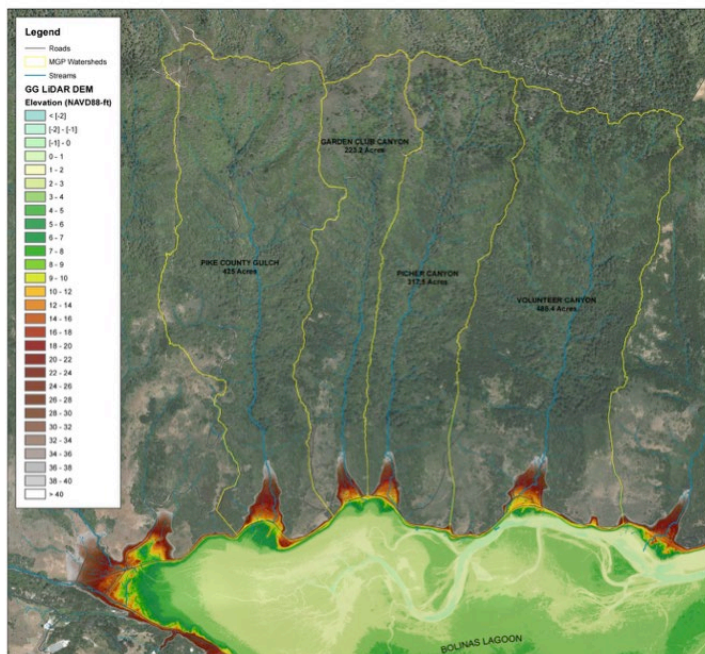 Legend
Roads
MGP Watersheds
Streams
GG LiDAR DEM
Elevation (NAVD88-ft)
< [-2]
[-2] - [-1]
[-1] - 0
0 - 1
1 - 2
2 - 3
3 - 4
4 - 5
5 - 6
6 - 7
7 - 8
8 - 9
9 - 10
10 - 12
12 - 14
14 - 16
16 - 18
18 - 20
20 - 22
22 - 24
24 - 26
26 - 28
28 - 30
30 - 32
32 - 34
34 - 36
36 - 38
38 - 40
> 40
GARDEN CLUB CANYON
223.2 Acres
PIKE COUNTY GULCH
425 Acres
PICHER CANYON
317.5 Acres
VOLUNTEER CANYON
Acres
BOLINAS LAGOON